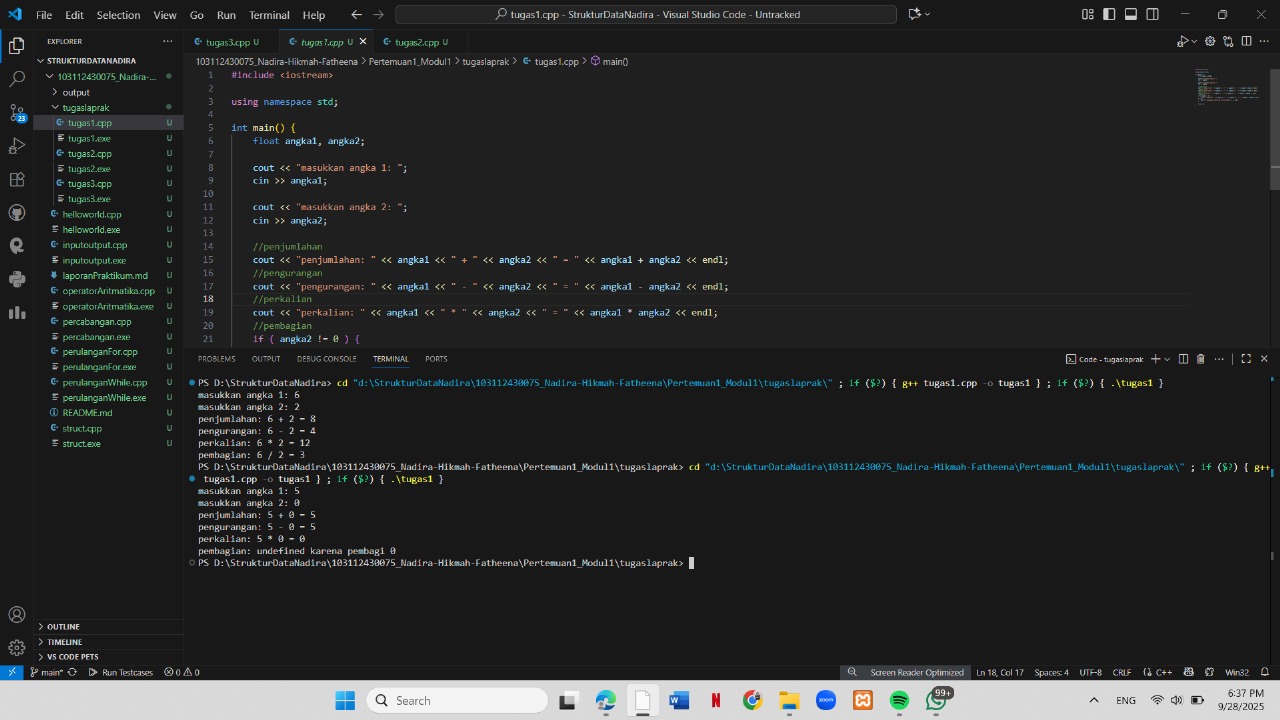 File Edit Selection View Go Run Terminal Help
tugas1.cpp - StrukturDataNadira - Visual Studio Code - Untracked
EXPLORER
STRUKTURDATANADIRA
103112430075_Nadira-...
output
tugaslaprak
tugas1.cpp U
tugas1.exe U
tugas2.cpp U
tugas2.exe U
tugas3.cpp U
tugas3.exe U
helloworld.cpp U
helloworld.exe U
inputoutput.cpp U
inputoutput.exe U
laporanPraktikum.md U
operatorAritmatika.cpp U
operatorAritmatika.exe U
percabangan.cpp U
percabangan.exe U
perulanganFor.cpp U
perulanganFor.exe U
perulanganWhile.cpp U
perulanganWhile.exe U
README.md U
struct.cpp U
struct.exe U
OUTLINE
TIMELINE
VS CODE PETS
23
tugas3.cpp U tugas1.cpp U tugas2.cpp U
103112430075_Nadira-Hikmah-Fatheena > Pertemuan1_Modul1 > tugaslaprak > tugas1.cpp > main()
1 #include <iostream>
2
3 using namespace std;
4
5 int main() {
6 float angka1, angka2;
7
8 cout << "masukkan angka 1: ";
9 cin >> angka1;
10
11 cout << "masukkan angka 2: ";
12 cin >> angka2;
13
14 //penjumlahan
15 cout << "penjumlahan: " << angka1 << " + " << angka2 << " = " << angka1 + angka2 << endl;
16 //pengurangan
17 cout << "pengurangan: " << angka1 << " - " << angka2 << " = " << angka1 - angka2 << endl;
18 //perkalian
19 cout << "perkalian: " << angka1 << " * " << angka2 << " = " << angka1 * angka2 << endl;
20 //pembagian
21 if ( angka2 != 0 ) {
PROBLEMS OUTPUT DEBUG CONSOLE TERMINAL PORTS
Code - tugaslaprak
PS D:\StrukturDataNadira> cd "d:\StrukturDataNadira\103112430075_Nadira-Hikmah-Fatheena\Pertemuan1_Modul1\tugaslaprak\" ; if ($?) { g++ tugas1.cpp -o tugas1 } ; if ($?) { .\tugas1 }
masukkan angka 1: 6
masukkan angka 2: 2
penjumlahan: 6 + 2 = 8
pengurangan: 6 - 2 = 4
perkalian: 6 * 2 = 12
pembagian: 6 / 2 = 3
PS D:\StrukturDataNadira\103112430075_Nadira-Hikmah-Fatheena\Pertemuan1_Modul1\tugaslaprak> cd "d:\StrukturDataNadira\103112430075_Nadira-Hikmah-Fatheena\Pertemuan1_Modul1\tugaslaprak\" ; if ($?) { g++
tugas1.cpp -o tugas1 } ; if ($?) { .\tugas1 }
masukkan angka 1: 5
masukkan angka 2: 0
penjumlahan: 5 + 0 = 5
pengurangan: 5 - 0 = 5
perkalian: 5 * 0 = 0
pembagian: undefined karena pembagi 0
PS D:\StrukturDataNadira\103112430075_Nadira-Hikmah-Fatheena\Pertemuan1_Modul1\tugaslaprak>
main* Run Testcases 0 0
Screen Reader Optimized Ln 18, Col 17 Spaces: 4 UTF-8 CRLF {} C++ Win32
Search
W N zoom 99+
ENG
6:37 PM
9/28/2025